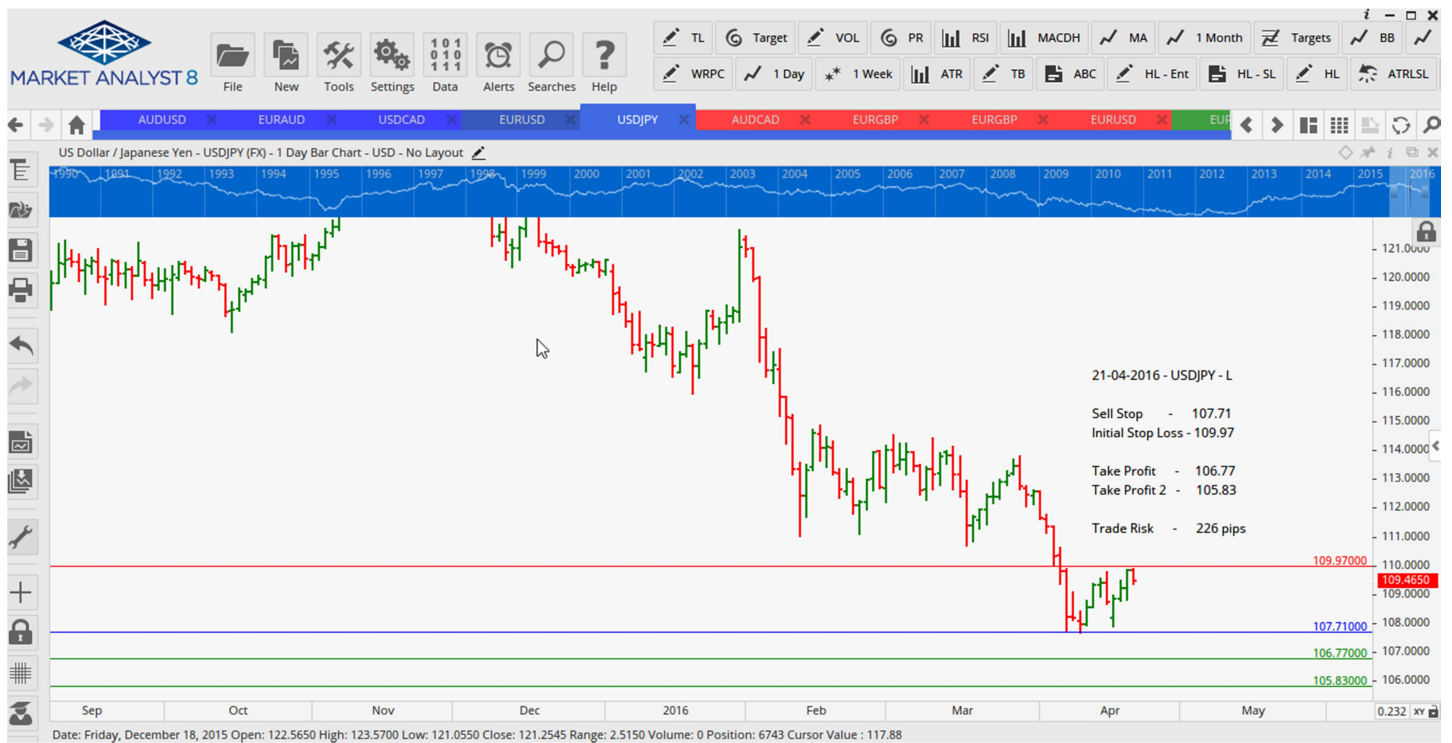 MARKET ANALYST 8
File New Tools Settings 101 010 111 Data Alerts Searches ? Help
TL Target VOL PR RSI MACDH MA 1 Month Targets BB
WRPC 1 Day 1 Week ATR TB ABC HL - Ent HL - SL HL ATRLSL
AUDUSD EURAUD USDCAD EURUSD USDJPY AUDCAD EURGBP EURGBP EURUSD EUR
US Dollar / Japanese Yen - USDJPY (FX) - 1 Day Bar Chart - USD - No Layout
1990 1991 1992 1993 1994 1995 1996 1997 1998 1999 2000 2001 2002 2003 2004 2005 2006 2007 2008 2009 2010 2011 2012 2013 2014 2015 2016
121.0000
120.0000
119.0000
118.0000
117.0000
116.0000
115.0000
114.0000
113.0000
112.0000
111.0000
110.0000
109.4650
109.0000
108.0000
107.0000
106.0000
21-04-2016 - USDJPY - L
Sell Stop - 107.71
Initial Stop Loss - 109.97
Take Profit - 106.77
Take Profit 2 - 105.83
Trade Risk - 226 pips
109.97000
107.71000
106.77000
105.83000
Sep Oct Nov Dec 2016 Feb Mar Apr May
0.232 XY
Date: Friday, December 18, 2015 Open: 122.5650 High: 123.5700 Low: 121.0550 Close: 121.2545 Range: 2.5150 Volume: 0 Position: 6743 Cursor Value : 117.88